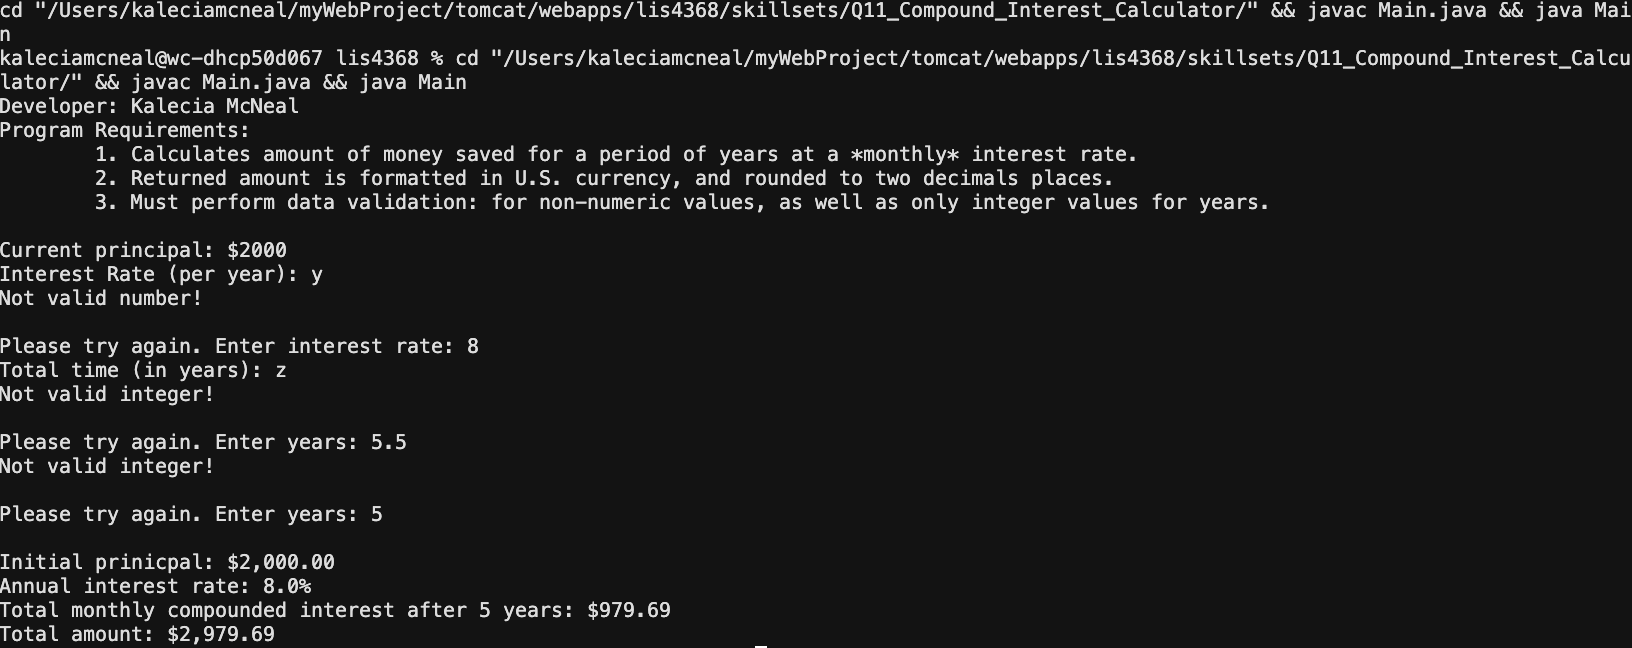 cd "/Users/kaleciamcneal/myWebProject/tomcat/webapps/lis4368/skillsets/Q11_Compound_Interest_Calculator/" && javac Main.java && java Mai
n
kaleciamcneal@wc-dhcp50d067 lis4368 % cd "/Users/kaleciamcneal/myWebProject/tomcat/webapps/lis4368/skillsets/Q11_Compound_Interest_Calcu
lator/" && javac Main.java && java Main
Developer: Kalecia McNeal
Program Requirements:
        1. Calculates amount of money saved for a period of years at a *monthly* interest rate.
        2. Returned amount is formatted in U.S. currency, and rounded to two decimals places.
        3. Must perform data validation: for non-numeric values, as well as only integer values for years.

Current principal: $2000
Interest Rate (per year): y
Not valid number!

Please try again. Enter interest rate: 8
Total time (in years): z
Not valid integer!

Please try again. Enter years: 5.5
Not valid integer!

Please try again. Enter years: 5

Initial prinicpal: $2,000.00
Annual interest rate: 8.0%
Total monthly compounded interest after 5 years: $979.69
Total amount: $2,979.69